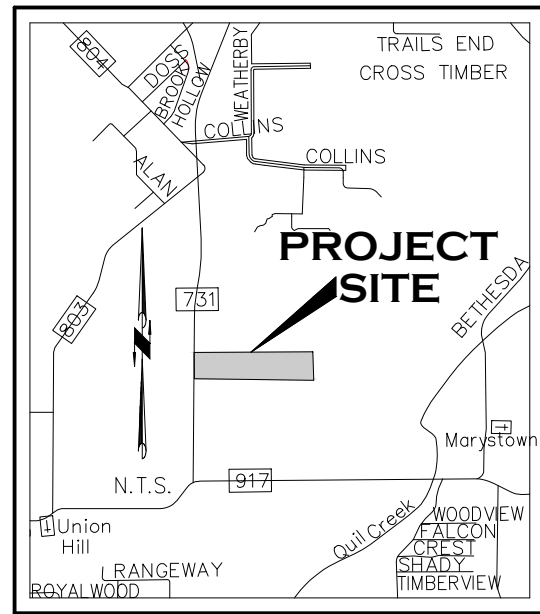 804
DOSS
BROOK
HOLLOW
WEATHERBY
TRAILS END
CROSS TIMBER
COLLINS
COLLINS
ALAN
PROJECT
SITE
BETHESDA
731
803
N
Marystown
N.T.S.
917
Quil Creek
Union
Hill
WOODVIEW
FALCON
CREST
SHADY
TIMBERVIEW
RANGEWAY
ROYALWOOD